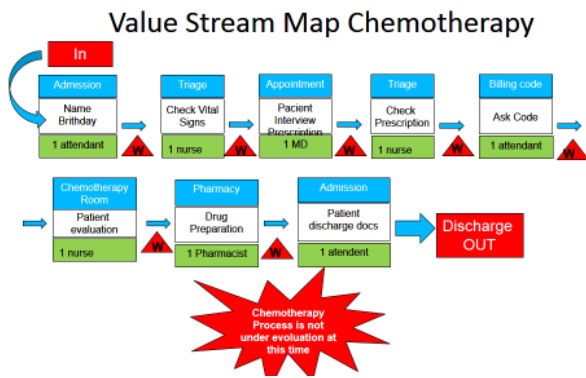 Value Stream Map Chemotherapy
In
Admission
Triage
Appointment
Triage
Billing code
Name
Brithday
Check Vital
Signs
Pacient
Interview
Prescription
Check
Prescription
Ask Code
1 attendant
W
1 nurse
W
1 MD
W
1 nurse
W
1 attendant
W
Chemotherapy
Room
Pharmacy
Admission
Patient
evaluation
Drug
Preparation
Patient
discharge docs
Discharge
OUT
1 nurse
W
1 Pharmacist
W
1 atendent
Chemotherapy
Process is not
under evoluation at
this time